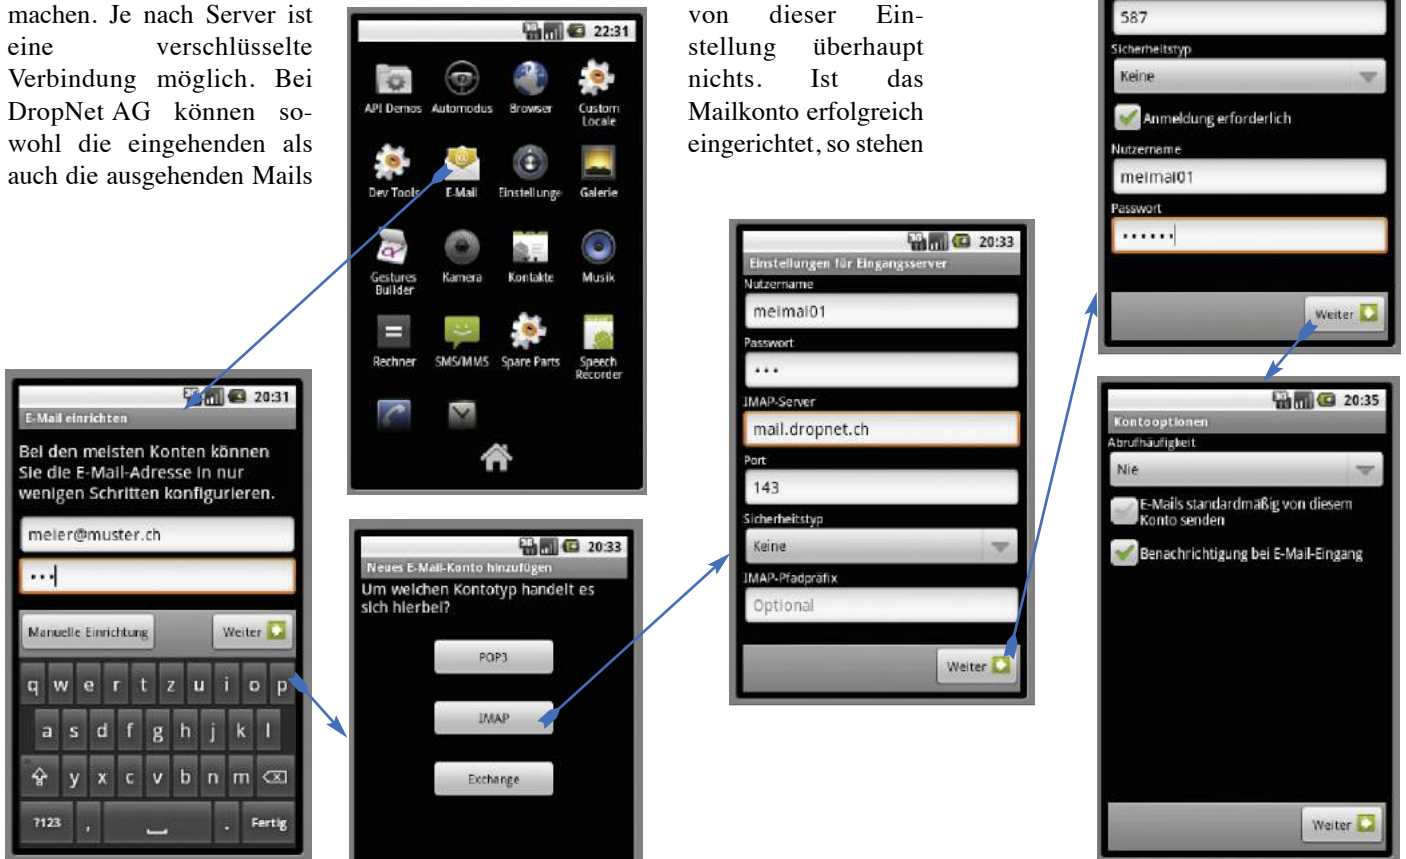 machen. Je nach Server ist
eine verschlüsselte
Verbindung möglich. Bei
DropNet AG können so-
wohl die eingehenden als
auch die ausgehenden Mails
20:31
E-Mail einrichten
Bei den meisten Konten können
Sie die E-Mail-Adresse in nur
wenigen Schritten konfigurieren.
meier@muster.ch
•••
Manuelle Einrichtung Weiter
q w e r t z u i o p
a s d f g h j k l
y x c v b n m
?123 , . Fertig
22:31
API Demos Automodus Browser Custom
Locale
Dev Tools E-Mail Einstellunge Galerie
Gestures
Builder
Kamera Kontakte Musik
Rechner SMS/MMS Spare Parts Speech
Recorder
20:33
Neues E-Mail-Konto hinzufügen
Um welchen Kontotyp handelt es
sich hierbei?
POP3
IMAP
Exchange
von dieser Ein-
stellung überhaupt
nichts. Ist das
Mailkonto erfolgreich
eingerichtet, so stehen
20:33
Einstellungen für Eingangsserver
Nutzername
meimai01
Passwort
•••
IMAP-Server
mail.dropnet.ch
Port
143
Sicherheitstyp
Keine
IMAP-Pfadpräfix
Optional
Weiter
587
Sicherheitstyp
Keine
Anmeldung erforderlich
Nutzername
meimai01
Passwort
••••••
Weiter
20:35
Kontooptionen
Abrufhäufigkeit
Nie
E-Mails standardmäßig von diesem
Konto senden
Benachrichtigung bei E-Mail-Eingang
Weiter